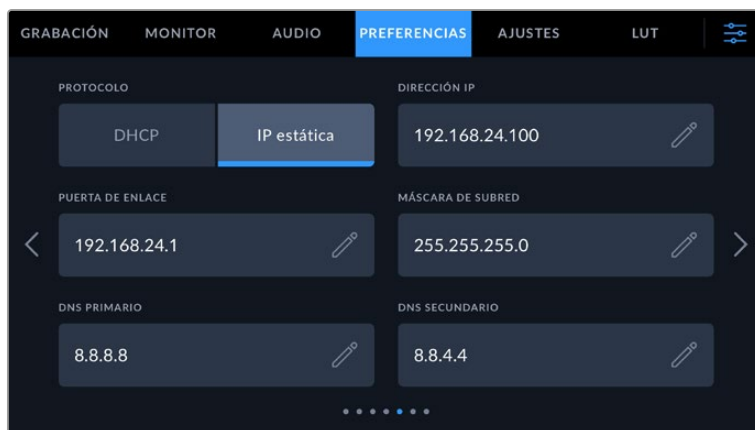 GRABACIÓN MONITOR AUDIO PREFERENCIAS AJUSTES LUT
PROTOCOLO DIRECCIÓN IP
DHCP IP estática 192.168.24.100
PUERTA DE ENLACE MÁSCARA DE SUBRED
192.168.24.1 255.255.255.0
DNS PRIMARIO DNS SECUNDARIO
8.8.8.8 8.8.4.4